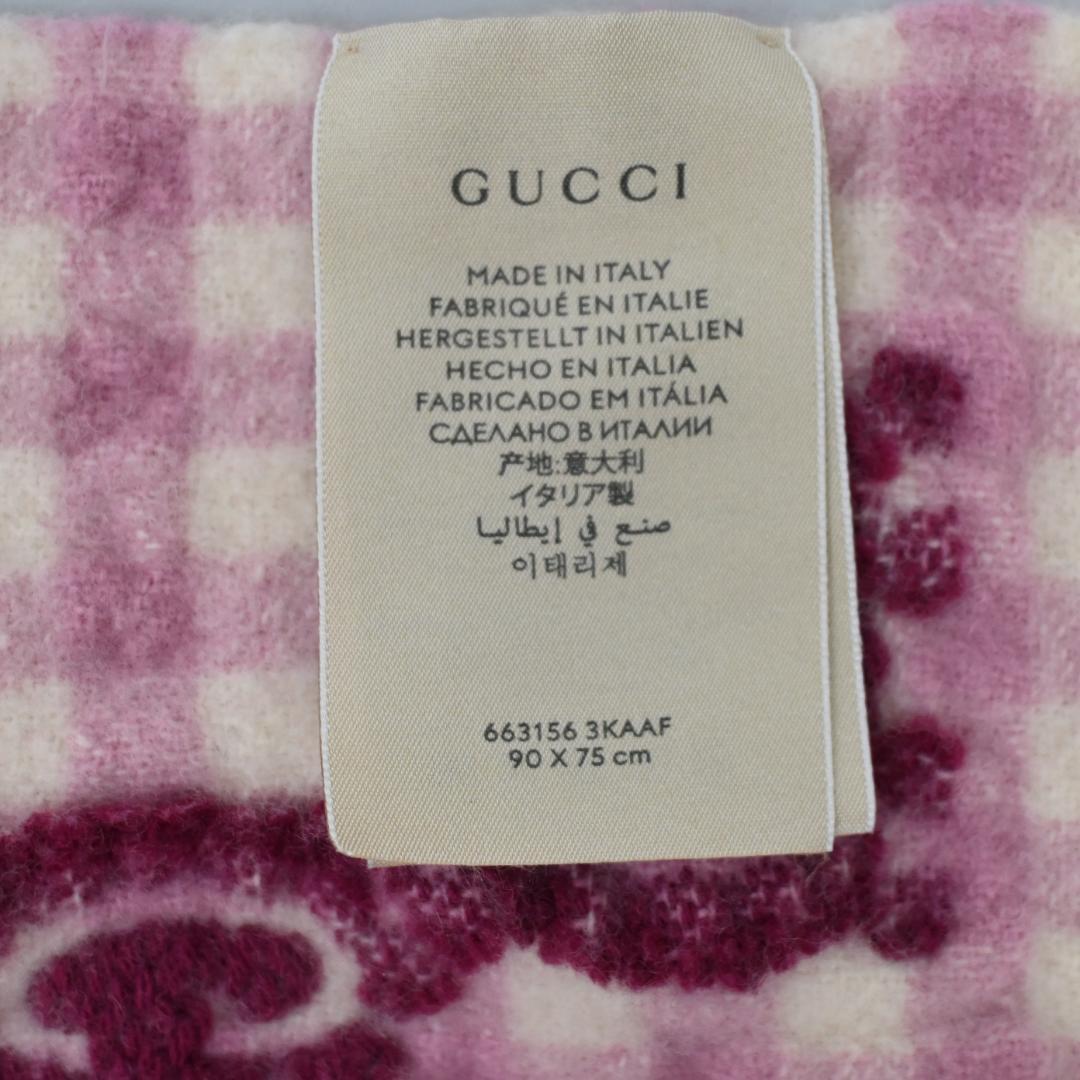 GUCCI
MADE IN ITALY
FABRIQUÉ EN ITALIE
HERGESTELLT IN ITALIEN
HECHO EN ITALIA
FABRICADO EM ITÁLIA
СДЕЛАНО В ИТАЛИИ
产地:意大利
イタリア製
صنع في إيطاليا
이태리제
663156 3KAAF
90 X 75 cm